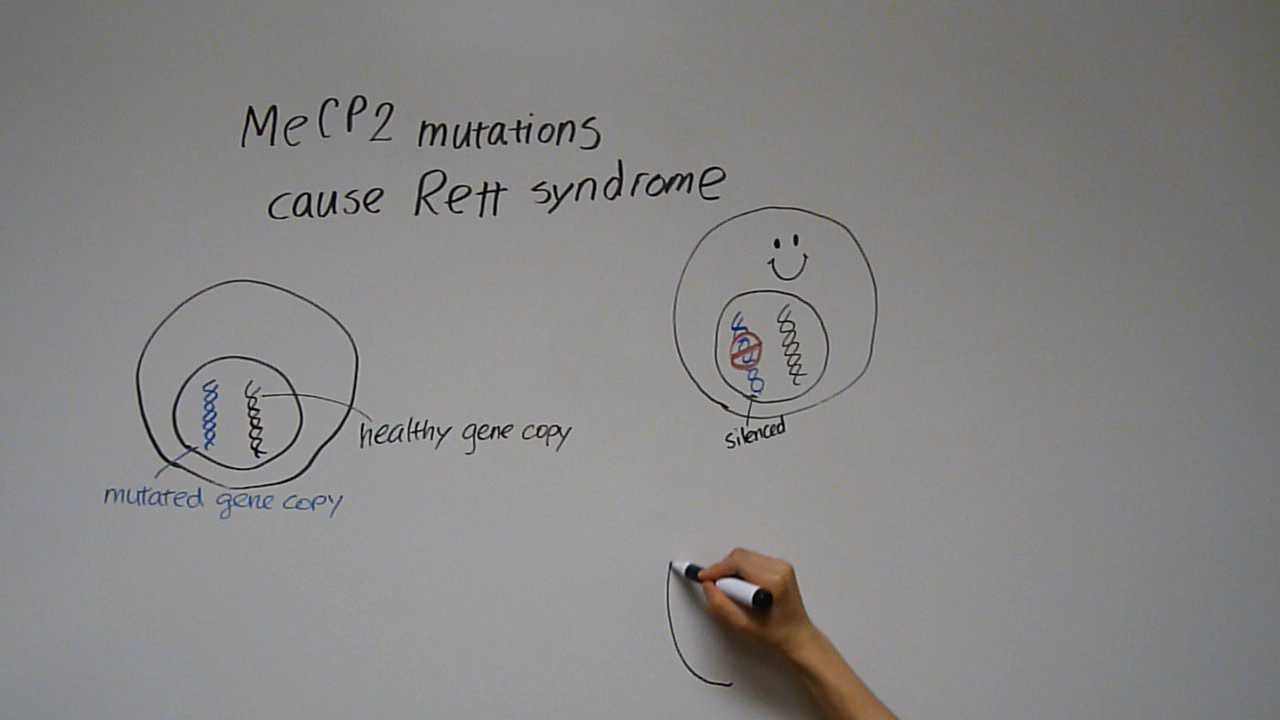 MeCP2 mutations
cause Rett syndrome
healthy gene copy
silenced
mutated gene copy